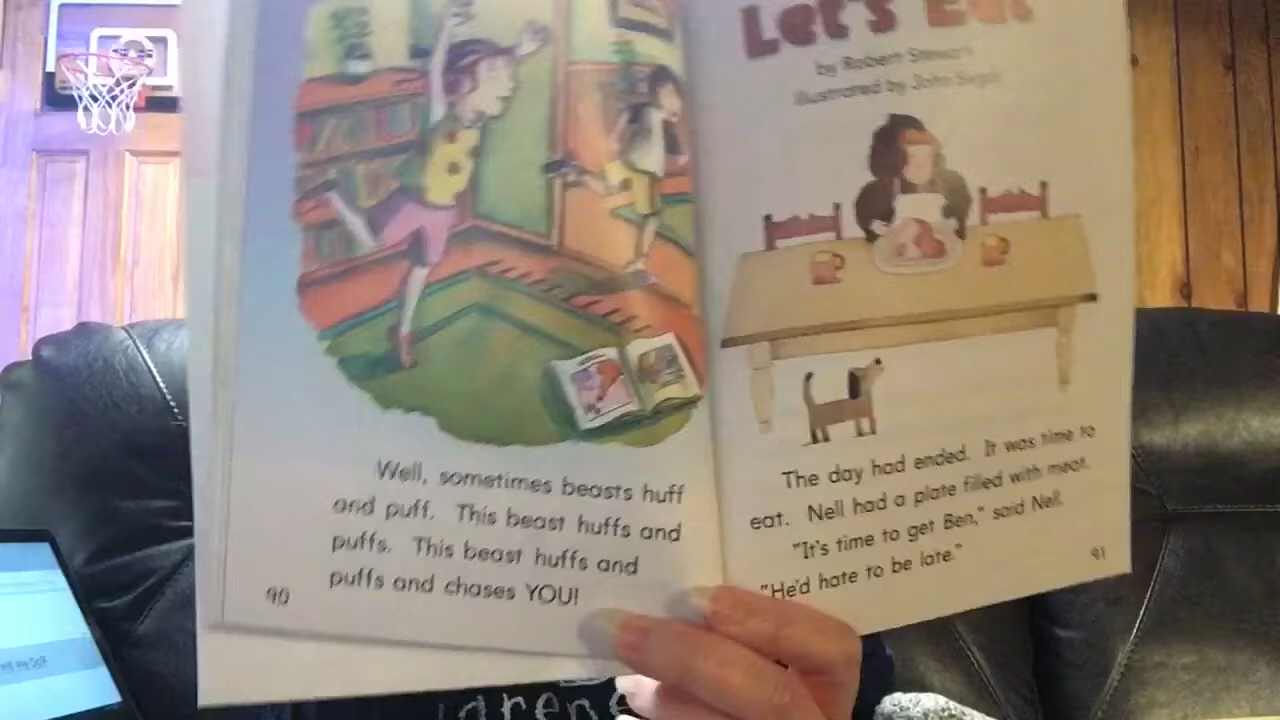 Well, sometimes beasts huff
and puff. This beast huffs and
puffs. This beast huffs and
puffs and chases YOU!
90
Let's Eat
by Robert
illustrated by John
The day had ended. It was time to
eat. Nell had a plate filled with meat.
"It's time to get Ben," said Nell.
"He'd hate to be late."
91